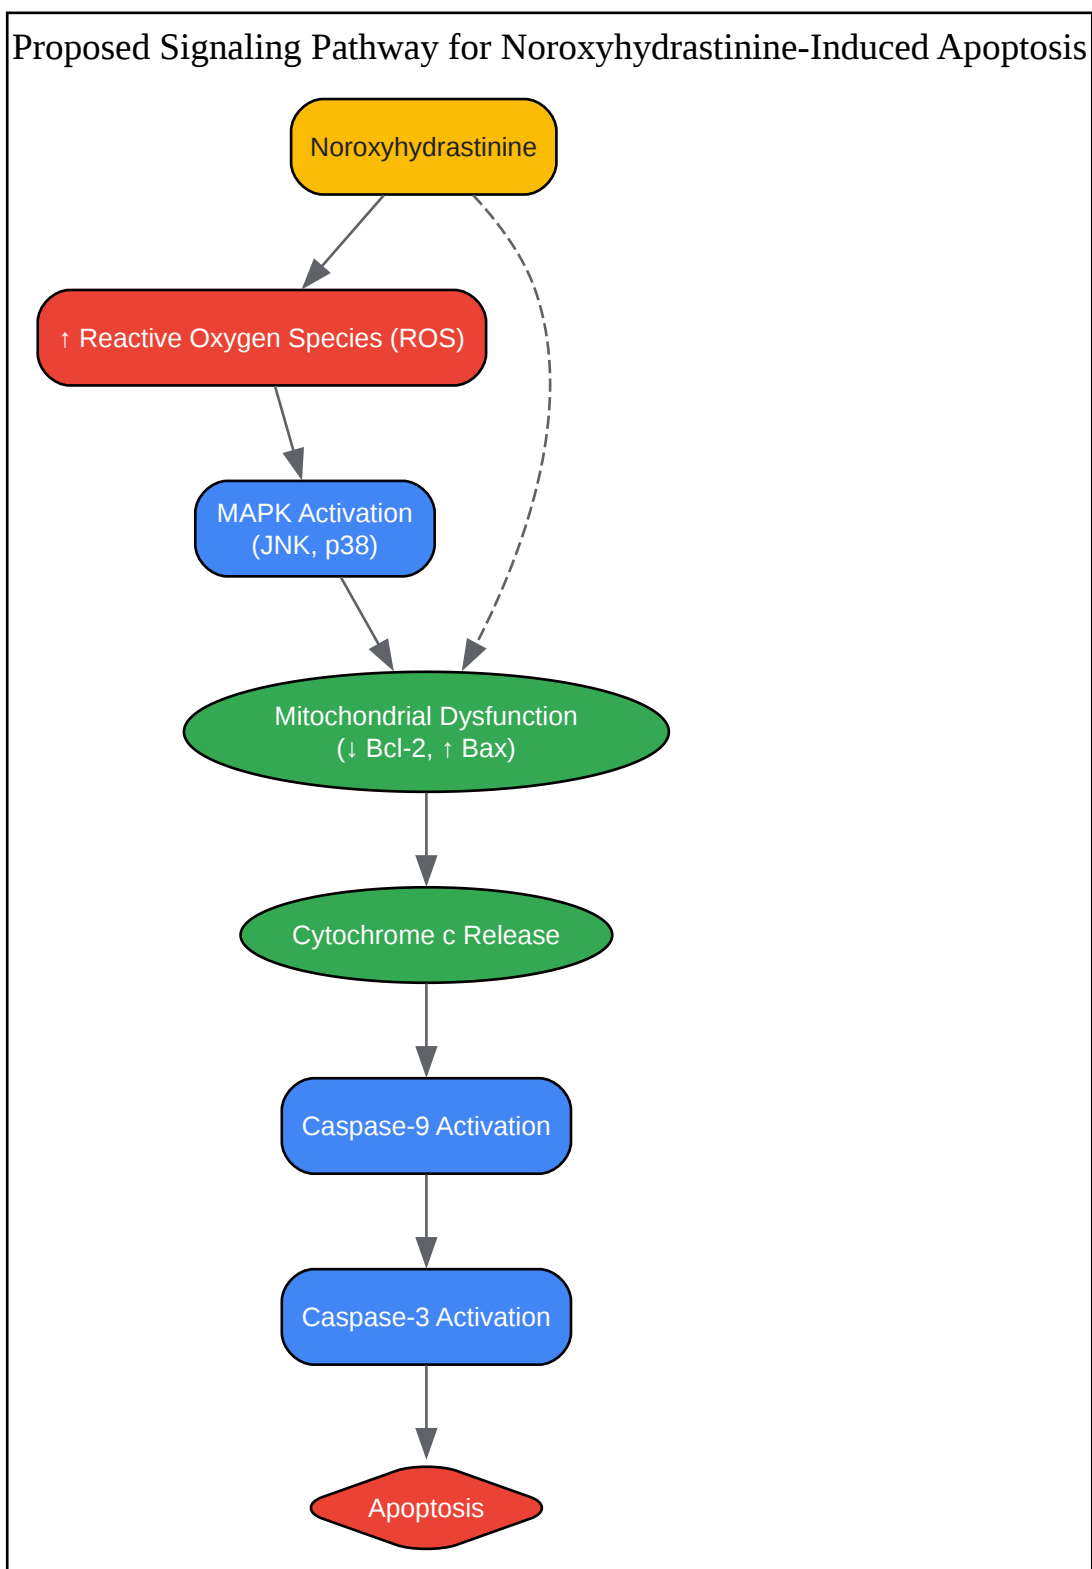 Proposed Signaling Pathway for Noroxyhydrastinine-Induced Apoptosis
Noroxyhydrastinine
↑ Reactive Oxygen Species (ROS)
MAPK Activation
(JNK, p38)
Mitochondrial Dysfunction
(↓ Bcl-2, ↑ Bax)
Cytochrome c Release
Caspase-9 Activation
Caspase-3 Activation
Apoptosis